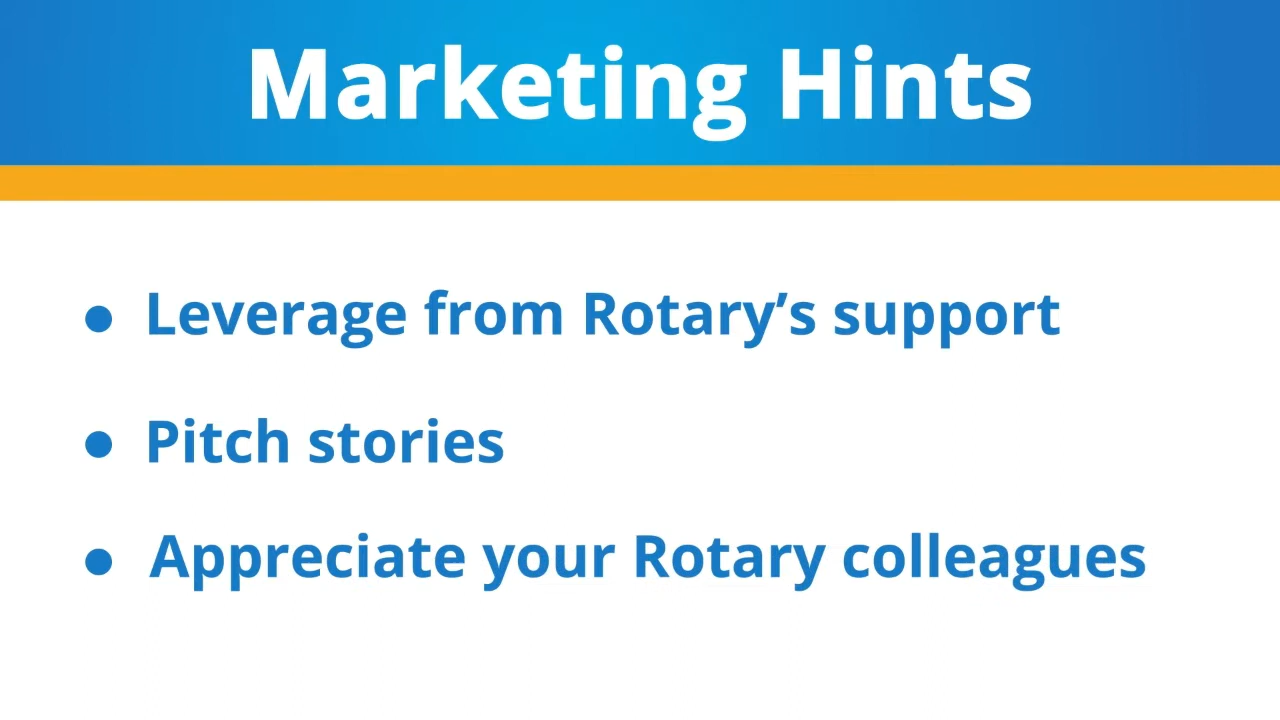 Marketing Hints
• Leverage from Rotary’s support
• Pitch stories
• Appreciate your Rotary colleagues